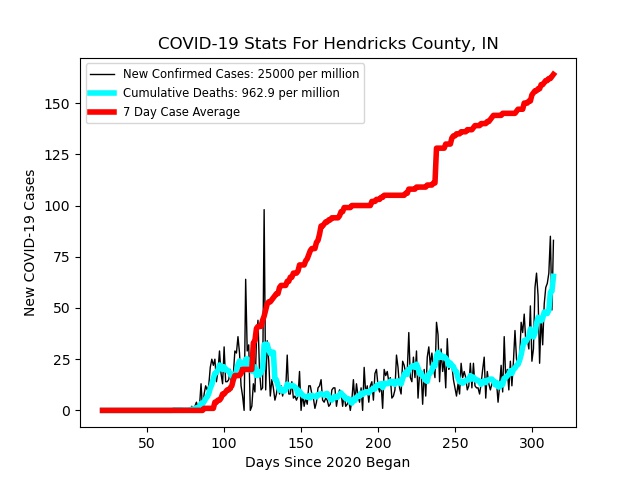 COVID-19 Stats For Hendricks County, IN
New Confirmed Cases: 25000 per million
Cumulative Deaths: 962.9 per million
7 Day Case Average
New COVID-19 Cases
150
125
100
75
50
25
0
50 100 150 200 250 300
Days Since 2020 Began